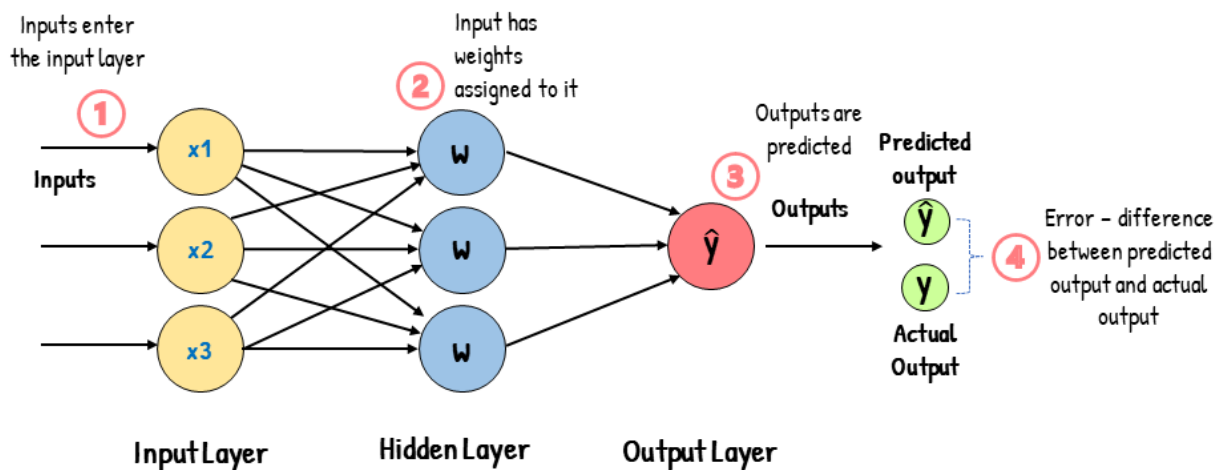 Inputs enter
the input layer
1
Inputs
x1
x2
x3
Input Layer
Input has
weights
assigned to it
2
w
w
w
Hidden Layer
Outputs are
predicted
3
ŷ
Outputs
Output Layer
Predicted
output
ŷ
y
Actual
Output
4
Error – difference
between predicted
output and actual
output